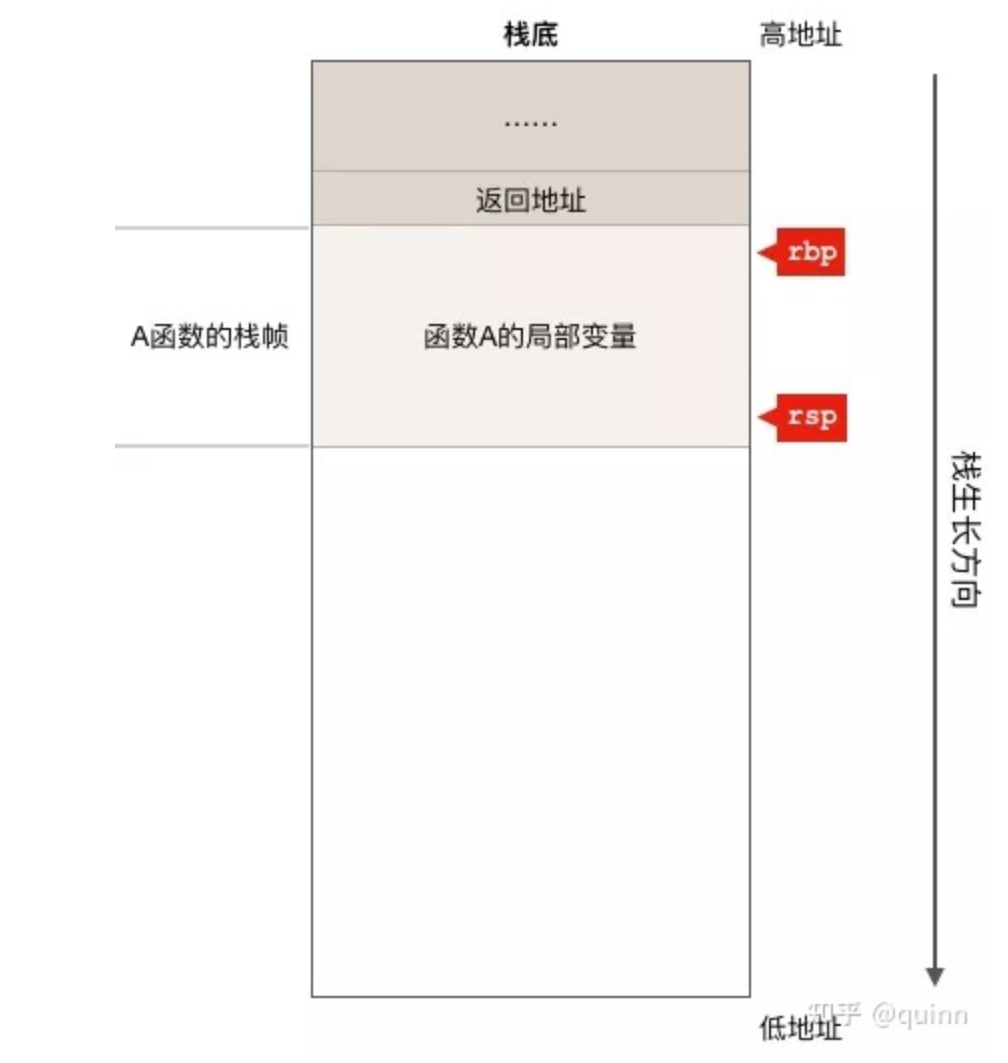 栈底
高地址
......
返回地址
rbp
A函数的栈帧
函数A的局部变量
rsp
栈生长方向
知乎 @quinn
低地址